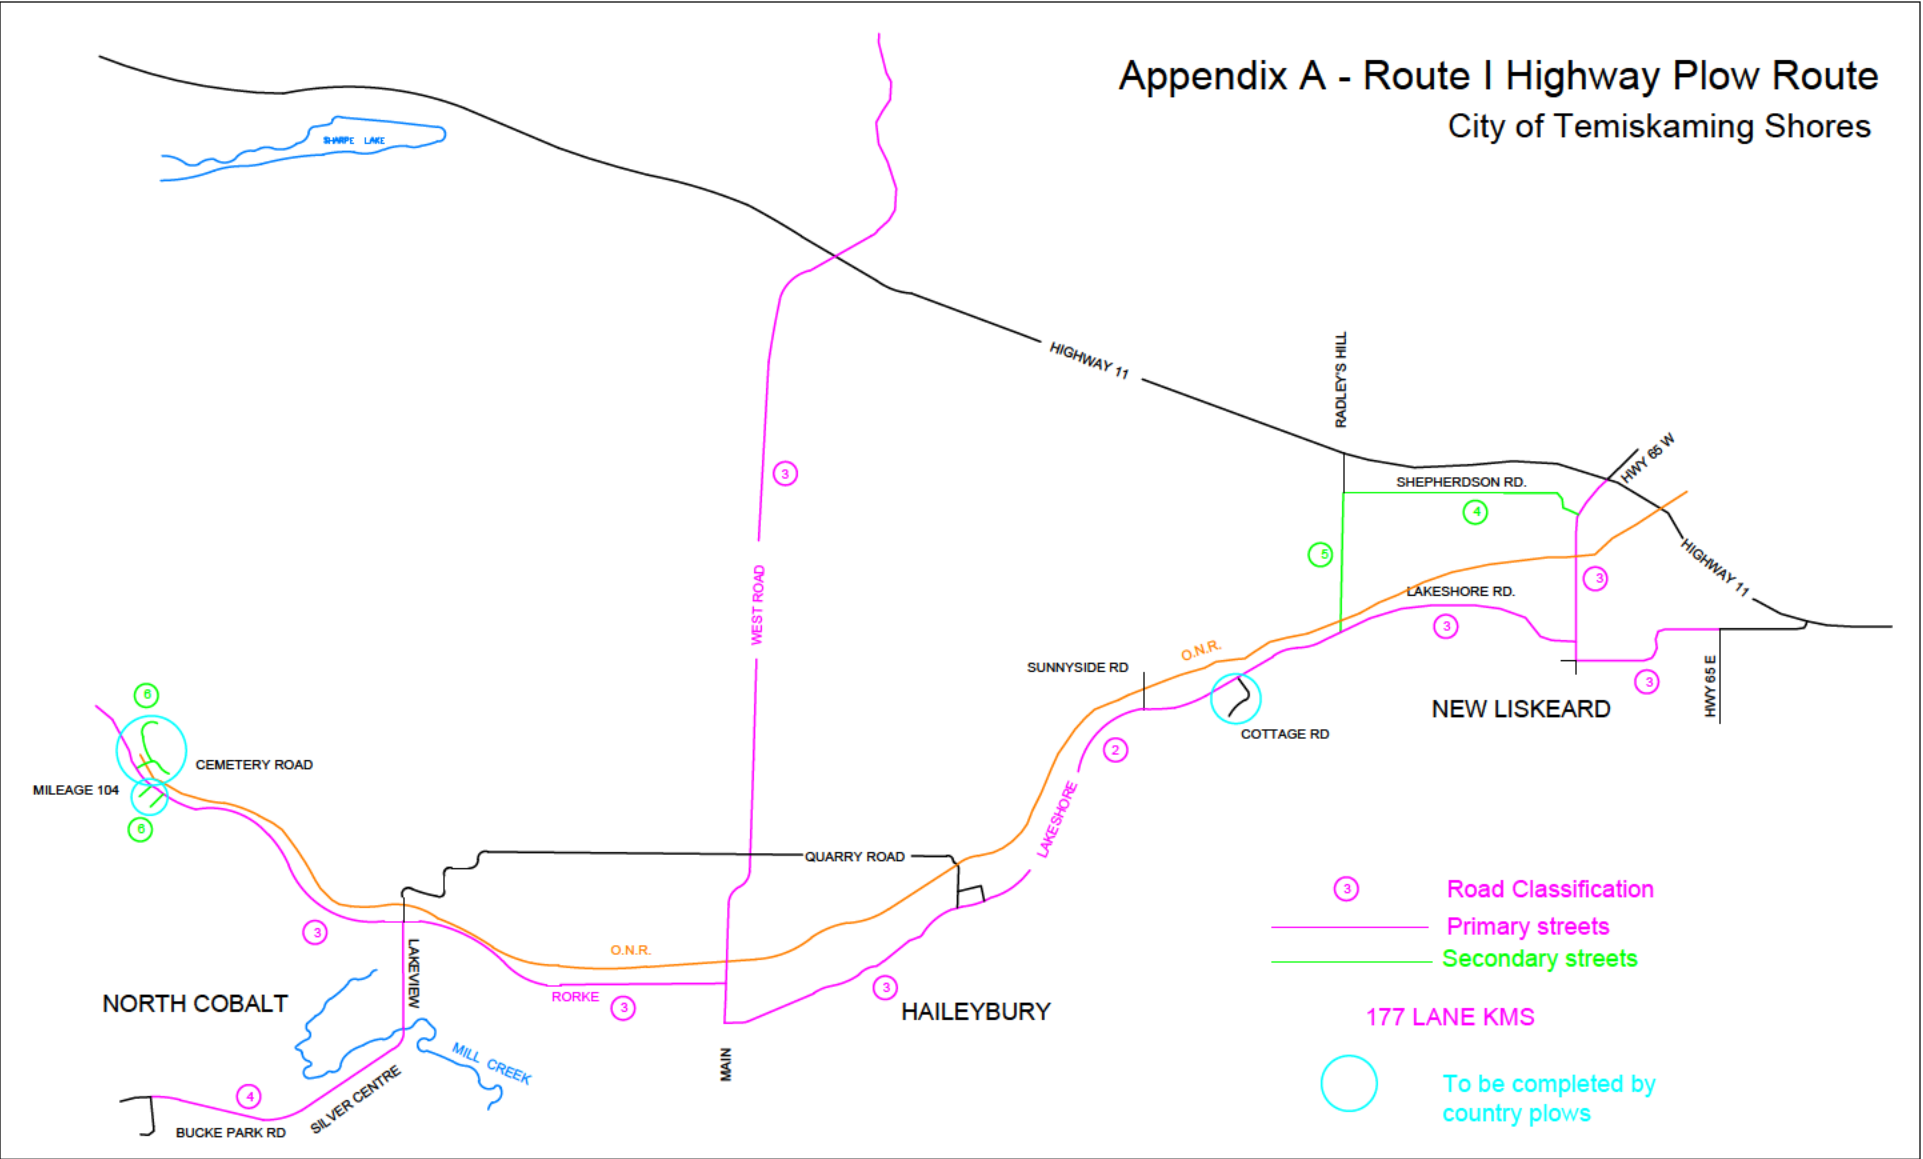 Appendix A - Route I Highway Plow Route
City of Temiskaming Shores
SHARPE LAKE
HIGHWAY 11
RADLEY'S HILL
HWY 65 W
SHEPHERDSON RD.
4
3
5
HIGHWAY 11
3
LAKESHORE RD.
3
WEST ROAD
O.N.R.
SUNNYSIDE RD
3
HWY 65 E
NEW LISKEARD
COTTAGE RD
2
6
CEMETERY ROAD
MILEAGE 104
6
LAKESHORE
QUARRY ROAD
3
LAKEVIEW
O.N.R.
NORTH COBALT
RORKE
3
3
HAILEYBURY
MAIN
MILL CREEK
SILVER CENTRE
4
BUCKE PARK RD
3
Road Classification
Primary streets
Secondary streets
177 LANE KMS
To be completed by
country plows